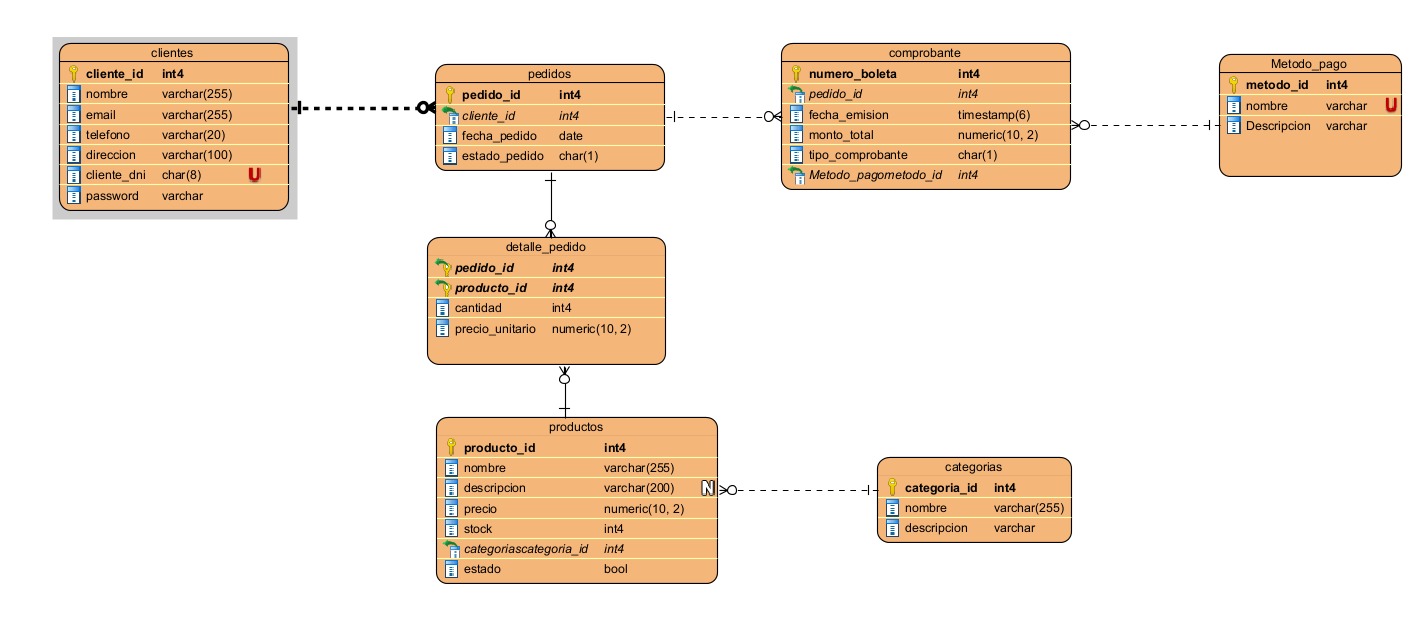 clientes
cliente_id int4
nombre varchar(255)
email varchar(255)
telefono varchar(20)
direccion varchar(100)
cliente_dni char(8) U
password varchar
pedidos
pedido_id int4
cliente_id int4
fecha_pedido date
estado_pedido char(1)
comprobante
numero_boleta int4
pedido_id int4
fecha_emision timestamp(6)
monto_total numeric(10, 2)
tipo_comprobante char(1)
Metodo_pagometodo_id int4
Metodo_pago
metodo_id int4
nombre varchar U
Descripcion varchar
detalle_pedido
pedido_id int4
producto_id int4
cantidad int4
precio_unitario numeric(10, 2)
productos
producto_id int4
nombre varchar(255)
descripcion varchar(200) N
precio numeric(10, 2)
stock int4
categoriascategoria_id int4
estado bool
categorias
categoria_id int4
nombre varchar(255)
descripcion varchar